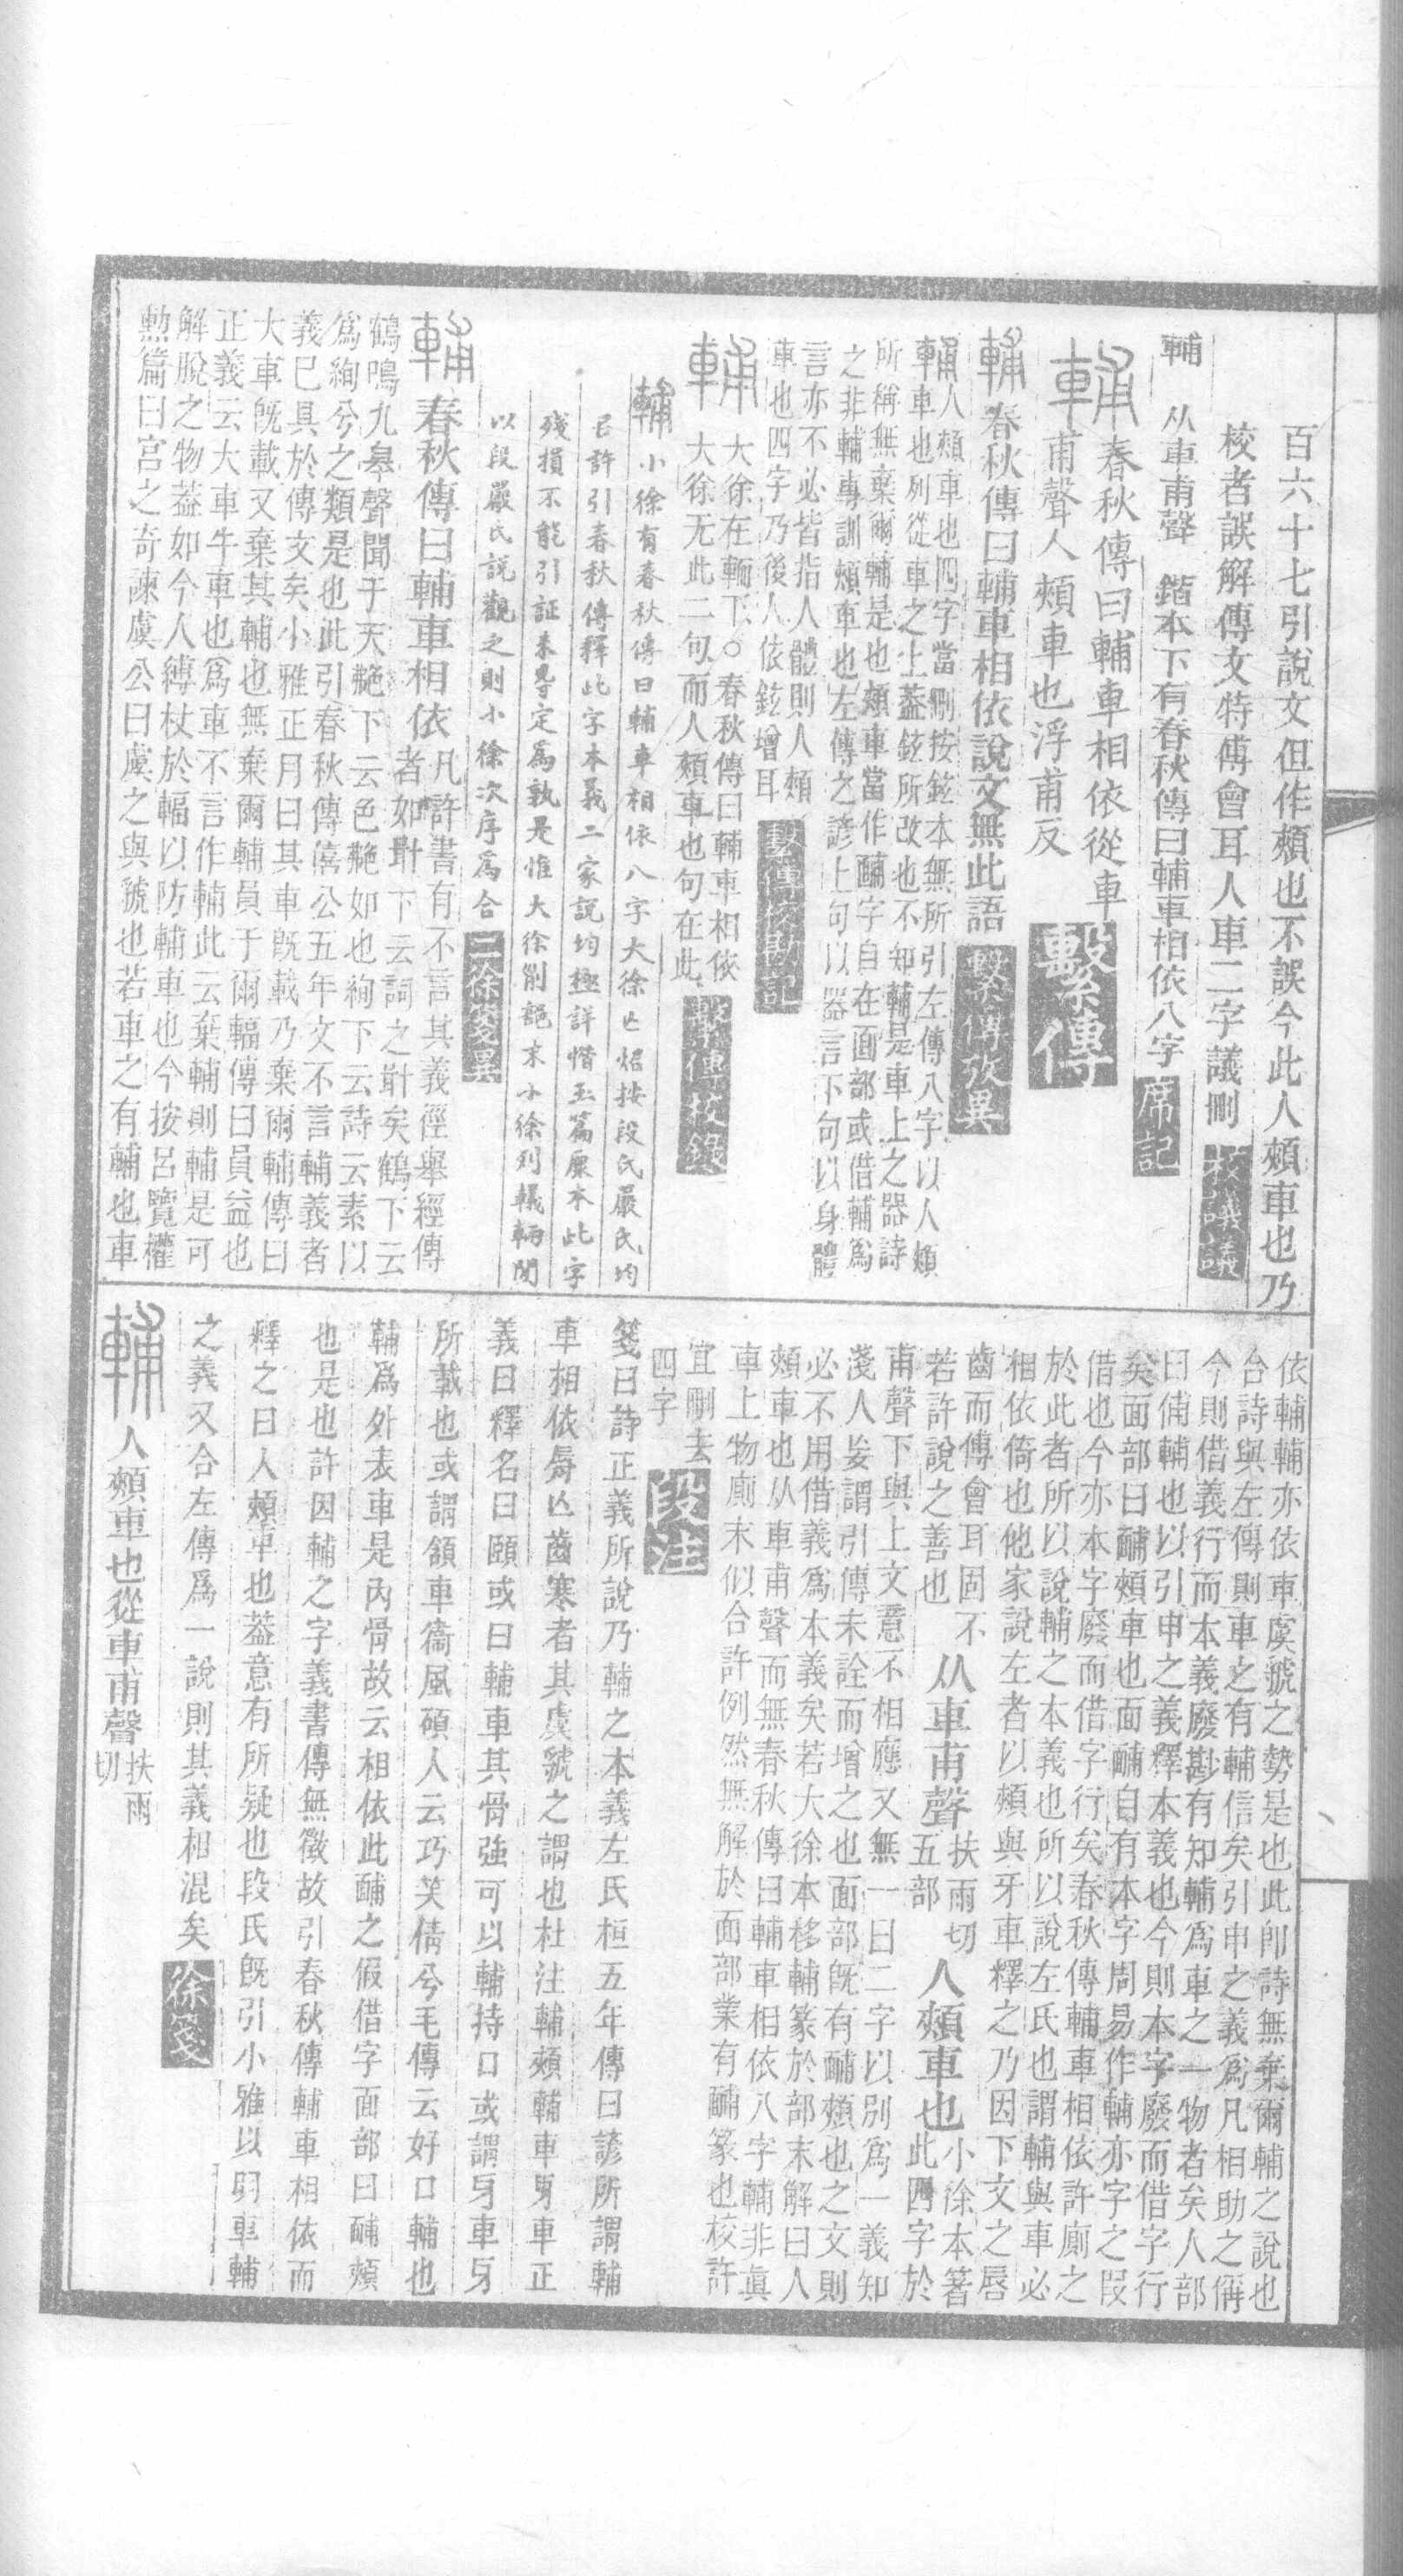 百六十七引說文但作頰也不誤今此人頰車也乃
校者誤解傳文特傅會耳人車二字議刪 校議議
輔 从車甫聲 鍇本下有春秋傳曰輔車相依八字 席記
輔春秋傳曰輔車相依從車
甫聲人頰車也浮甫反 繫傳
輔春秋傳曰輔車相依說文無此語 繫傳攷異
輔人頰車也四字當刪按鉉本無所引左傳八字以人頰
車也列從車之上蓋鉉所改也不知輔是車上之器詩
所稱無棄爾輔是也頰車當作䩉字自在面部或借輔爲
之非輔專訓頰車也左傳之諺上句以器言下句以身體
言亦不必皆指人體則人頰
車也四字乃後人依鉉增耳 繫傳校勘記
輔大徐在輀下○春秋傳曰輔車相依
大徐无此二句而人頰車也句在此 繫傳校錄
輔小徐有春秋傳曰輔車相依八字大徐亾炤按段氏嚴氏均
㠯許引春秋傳釋此字本義二家說均極詳惜玉篇原本此字
殘損不能引証未㝵定爲孰是惟大徐刖部末小徐列轙輛閒
以段嚴氏說觀之則小徐次序爲合 二徐箋異
輔春秋傳曰輔車相依凡許書有不言其義徑舉經傳
者如㔶下云詞之㔶矣鶴下云
鶴鳴九皋聲聞于天艴下云色艴如也絢下云詩云素以
爲絢兮之類是也此引春秋傳僖公五年文不言輔義者
義已具於傳文矣小雅正月曰其車旣載乃棄爾輔傳曰
大車旣載又棄其輔也無棄爾輔員于爾輻傳曰員益也
正義云大車牛車也爲車不言作輔此云棄輔則輔是可
解脫之物蓋如今人縛杖於輻以防輔車也今按呂覽權
勳篇曰宮之奇諫虞公曰虞之與虢也若車之有輔也車
依輔輔亦依車虞虢之勢是也此卽詩無棄爾輔之說也
合詩與左傳則車之有輔信矣引申之義爲凡相助之偁
今則借義行而本義廢尠有知輔爲車之一物者矣人部
曰俌輔也以引申之義釋本義也今則本字廢而借字行
矣面部曰䩉頰車也面䩉自有本字周易作輔亦字之叚
借也今亦本字廢而借字行矣春秋傳輔車相依許廁之
於此者所以說輔之本義也所以說左氏也謂輔與車必
相依倚也他家說左者以頰與牙車釋之乃因下文之唇
齒而傅會耳固不
若許說之善也 从車甫聲扶雨切
五部 人頰車也小徐本篸
此四字於
甫聲下與上文意不相應又無一曰二字以別爲一義知
淺人妄謂引傳未詮而增之也面部旣有䩉頰也之文則
必不用借義爲本義矣若大徐本移輔篆於部末解曰人
頰車也从車甫聲而無春秋傳曰輔車相依八字輔非眞
車上物廁末似合許例然無解於面部業有䩉篆也校許
宜刪去
四字 段注
箋曰詩正義所說乃輔之本義左氏桓五年傳曰諺所謂輔
車相依脣亾齒寒者其虞虢之謂也杜注輔頰輔車牙車正
義曰釋名曰頤或曰輔車其骨強可以輔持口或謂牙車牙
所載也或謂頷車衞風碩人云巧笑倩兮毛傳云好口輔也
輔爲外表車是內骨故云相依此䩉之假借字面部曰䩉頰
也是也許因輔之字義書傳無徵故引春秋傳輔車相依而
釋之曰人頰車也葢意有所疑也段氏旣引小雅以明車輔
之義又合左傳爲一說則其義相混矣 徐箋
輔人頰車也從車甫聲扶雨
切